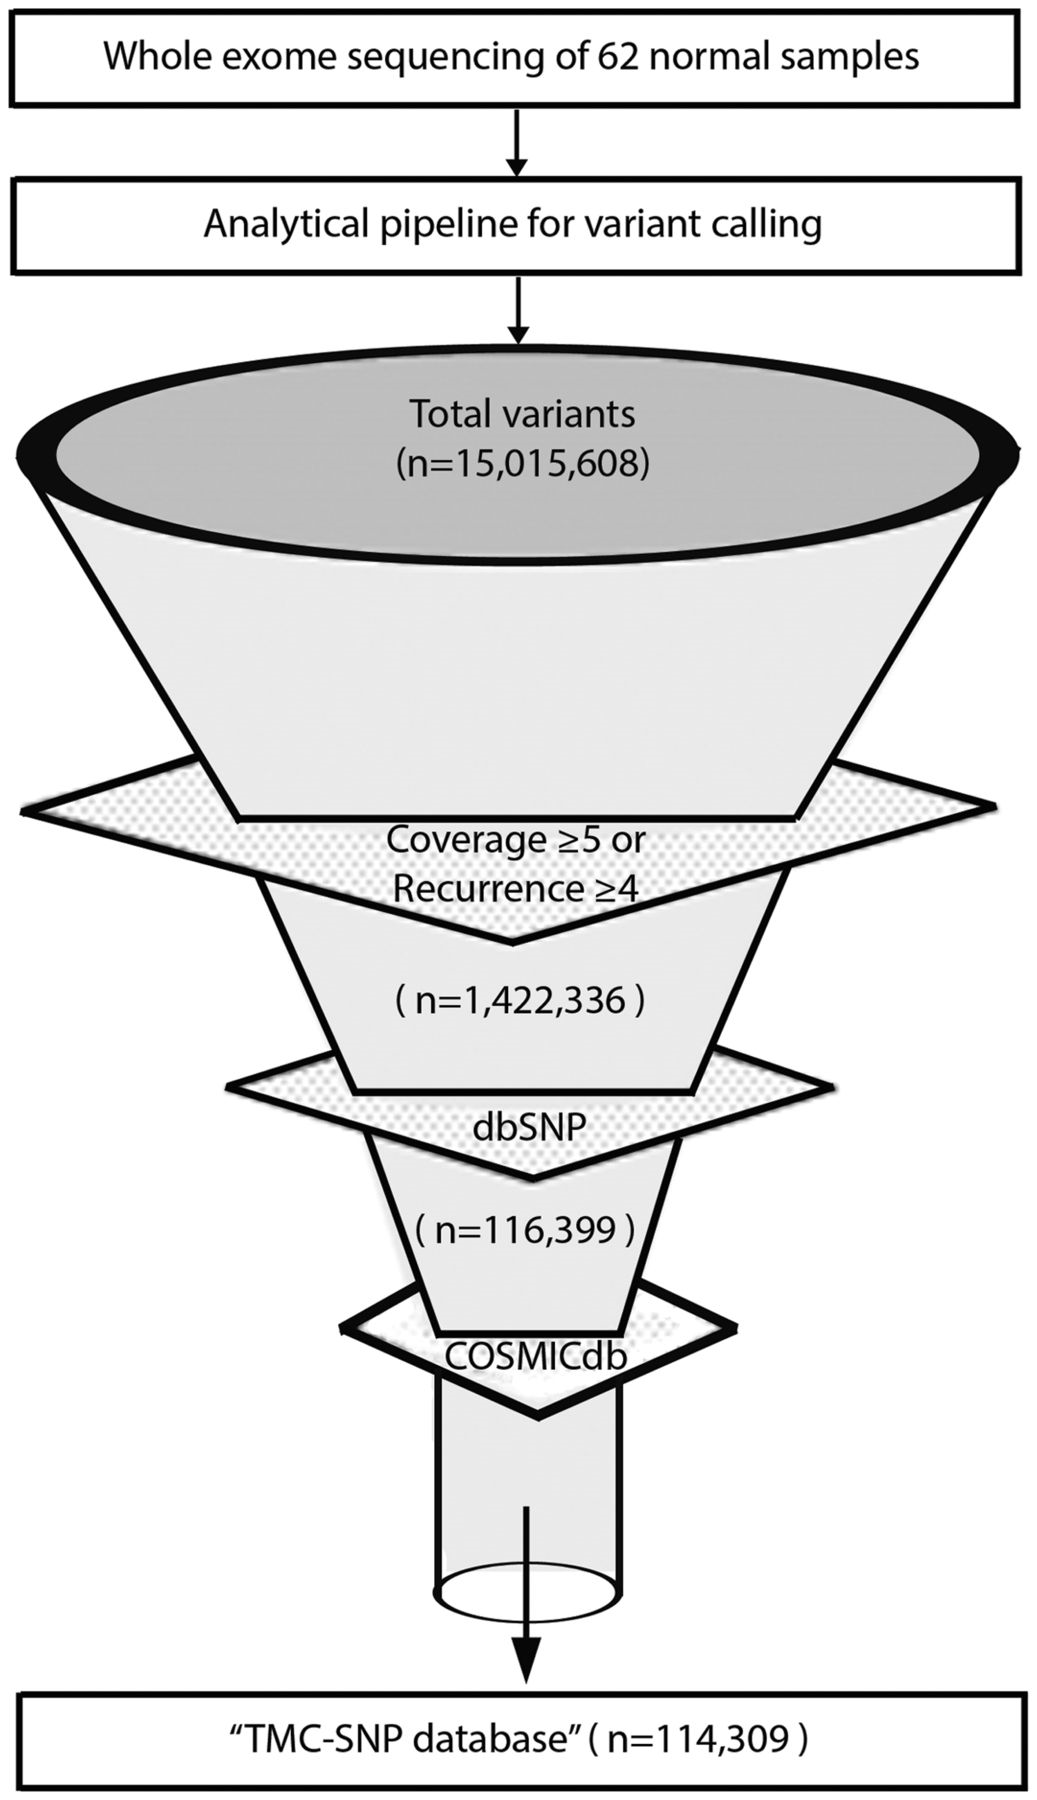 Whole exome sequencing of 62 normal samples
Analytical pipeline for variant calling
Total variants
(n=15,015,608)
Coverage ≥5 or
Recurrence ≥4
( n=1,422,336 )
dbSNP
( n=116,399 )
COSMICdb
“TMC-SNP database” ( n=114,309 )